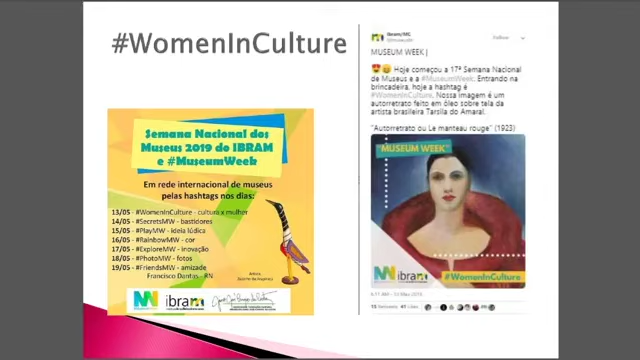 #WomenInCulture
Semana Nacional dos
Museus 2019 do IBRAM
e #MuseumWeek
Em rede internacional de museus
pelas hashtags nos dias:
13/05 - #WomenInCulture - cultura x mulher
14/05 - #SecretsMW - bastidores
15/05 - #PlayMW - ideia lúdica
16/05 - #RainbowMW - cor
17/05 - #ExploreMW - inovação
18/05 - #PhotoMW - fotos
19/05 - #FriendsMW - amizade
Francisco Dantas - RN
ibram
Ibram/MC
Follow
MUSEUM WEEK |
Hoje começou a 17ª Semana Nacional
de Museus e a #MuseumWeek. Entrando na
brincadeira, hoje a hashtag é
#WomenInCulture. Nossa imagem é um
autorretrato feito em óleo sobre tela da
artista brasileira Tarsila do Amaral.
"Autorretrato ou Le manteau rouge" (1923)
"MUSEUM WEEK"
ibram
#WomenInCulture